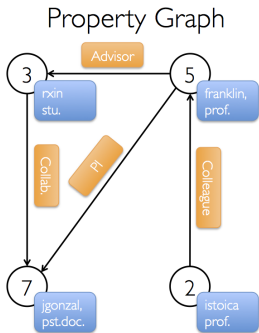 Property Graph
Advisor
3
5
rxin
stu.
franklin,
prof.
Collab.
PI
Colleague
7
2
jgonzal,
pst.doc.
istoica
prof.